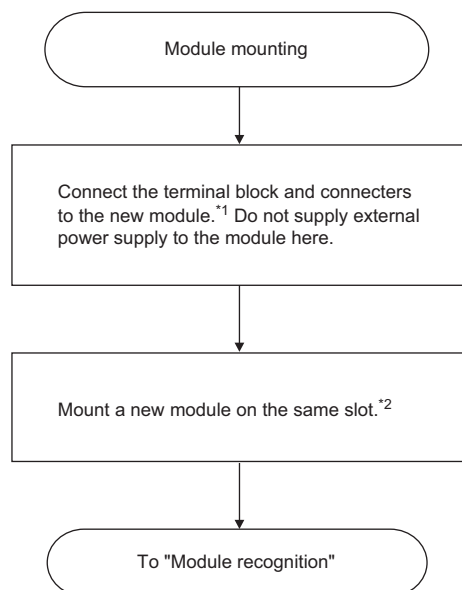 Module mounting
Connect the terminal block and connecters
to the new module.*1 Do not supply external
power supply to the module here.
Mount a new module on the same slot.*2
To "Module recognition"